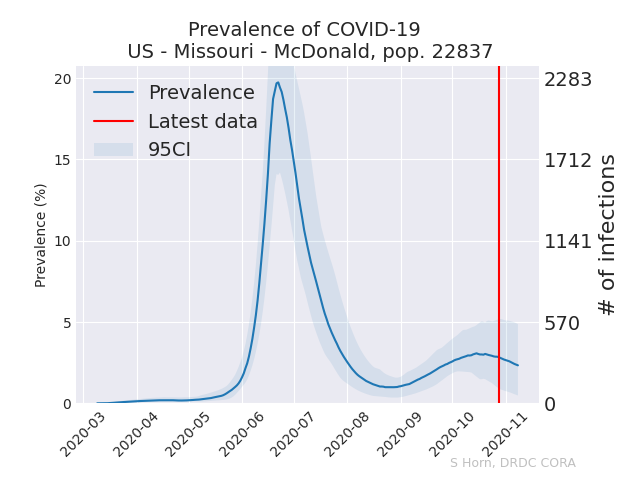 Prevalence of COVID-19
US - Missouri - McDonald, pop. 22837
Prevalence
Latest data
95CI
Prevalence (%)
20
15
10
5
0
2283
1712
1141
570
0
# of infections
2020-03
2020-04
2020-05
2020-06
2020-07
2020-08
2020-09
2020-10
2020-11
S Horn, DRDC CORA